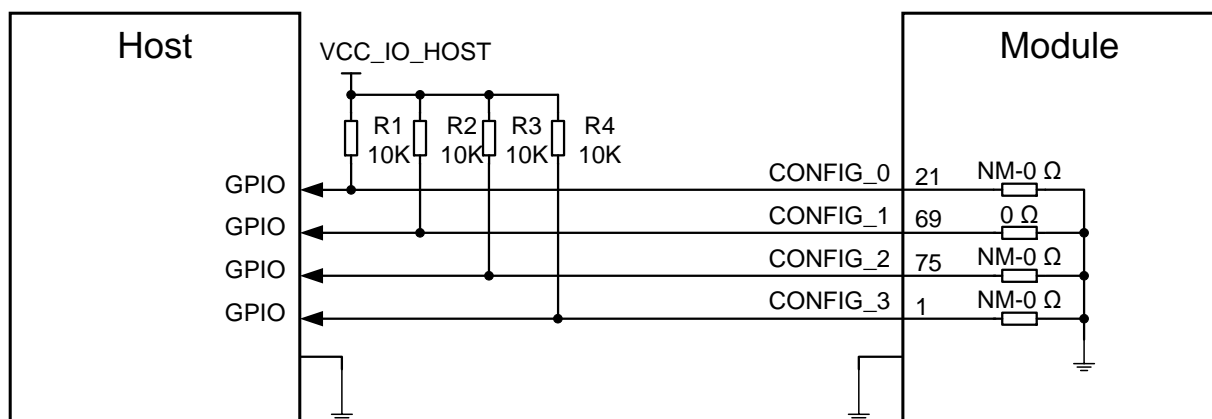 Host
Module
VCC_IO_HOST
R1 R2 R3 R4
10K 10K 10K 10K
GPIO CONFIG_0 21 NM-0 Ω
GPIO CONFIG_1 69 0 Ω
GPIO CONFIG_2 75 NM-0 Ω
GPIO CONFIG_3 1 NM-0 Ω